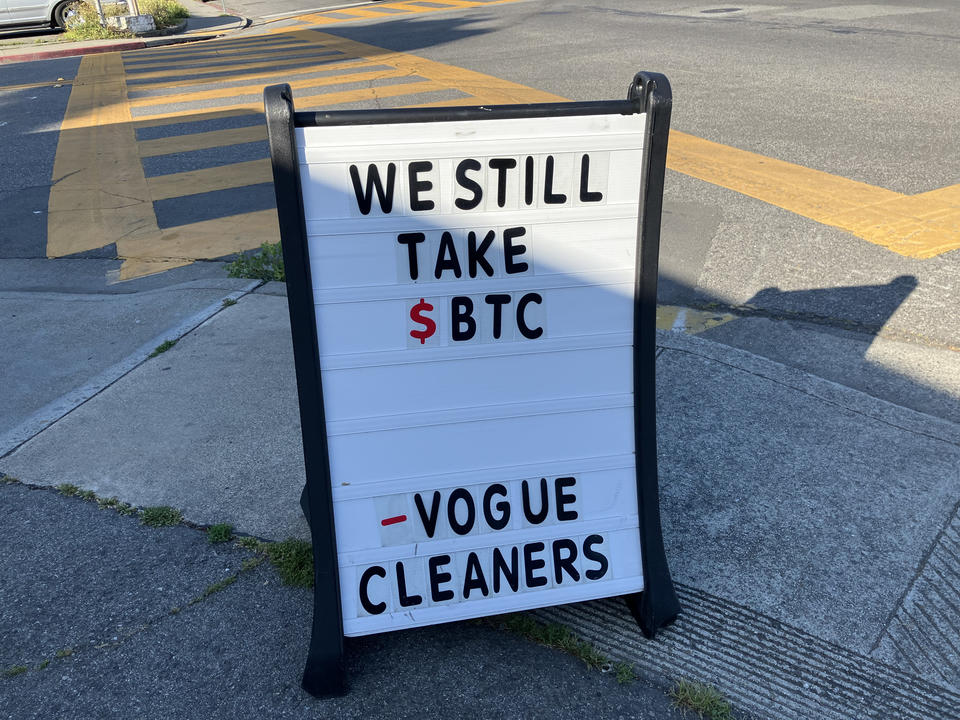 WE STILL
TAKE
$BTC
-VOGUE
CLEANERS